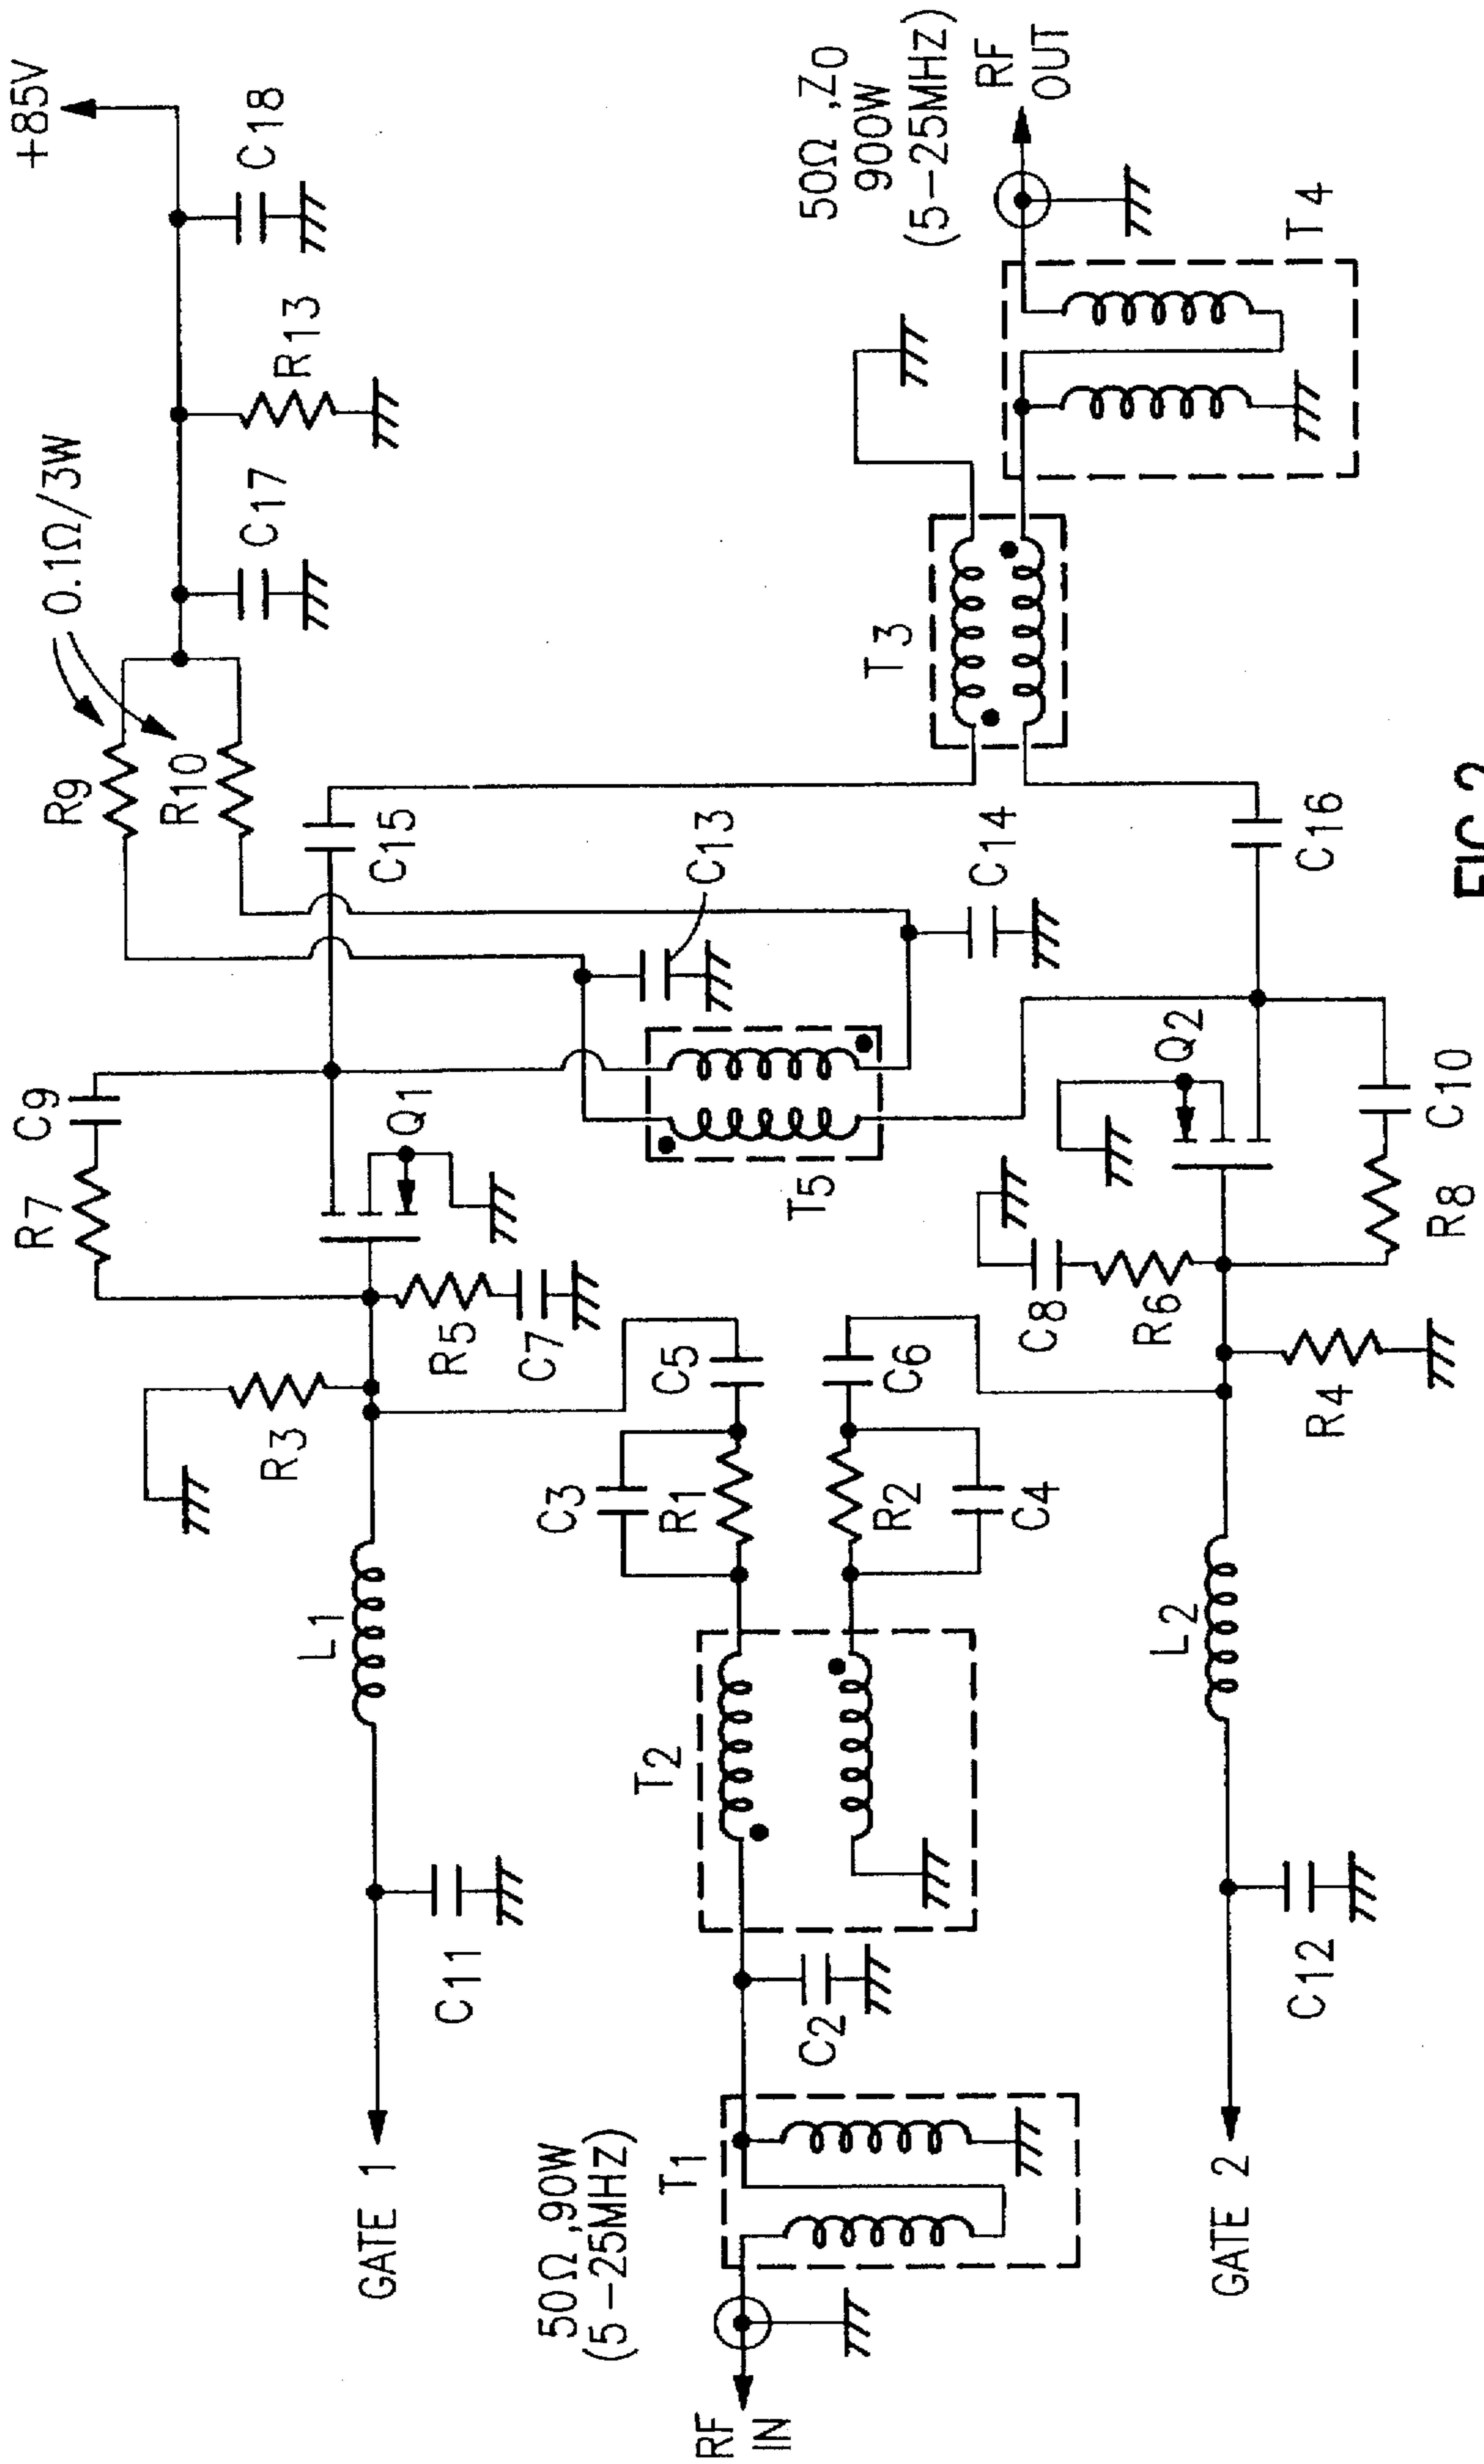 +85V
C18
R13
0.1Ω/3W
C17
R9
R10
C15
C13
C14
C16
50Ω ,Z0
900W
(5-25MHZ)
RF
OUT
T4
T3
C9
R7
Q1
T5
Q2
C10
R8
R5
C7
C8
R6
R3
C5
C6
R4
C3
R1
R2
C4
L1
T2
L2
C11
C2
C12
GATE 1
50Ω ,90W
(5-25MHZ)
T1
GATE 2
RF
IN